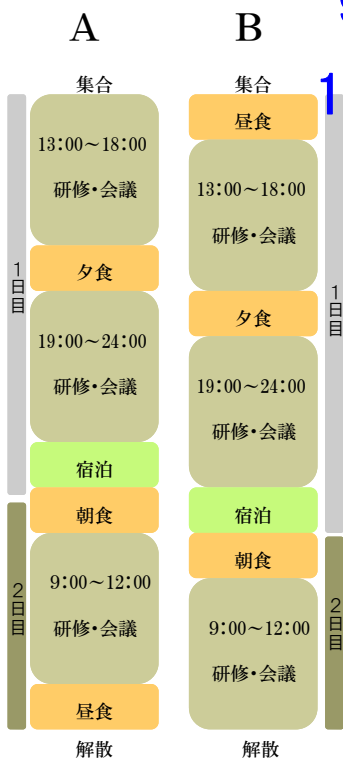 A
集合
13:00～18:00
研修・会議
夕食
19:00～24:00
研修・会議
宿泊
朝食
9:00～12:00
研修・会議
昼食
解散
1日目
2日目
B
集合
昼食
13:00～18:00
研修・会議
夕食
19:00～24:00
研修・会議
宿泊
朝食
9:00～12:00
研修・会議
解散
1日目
2日目
1